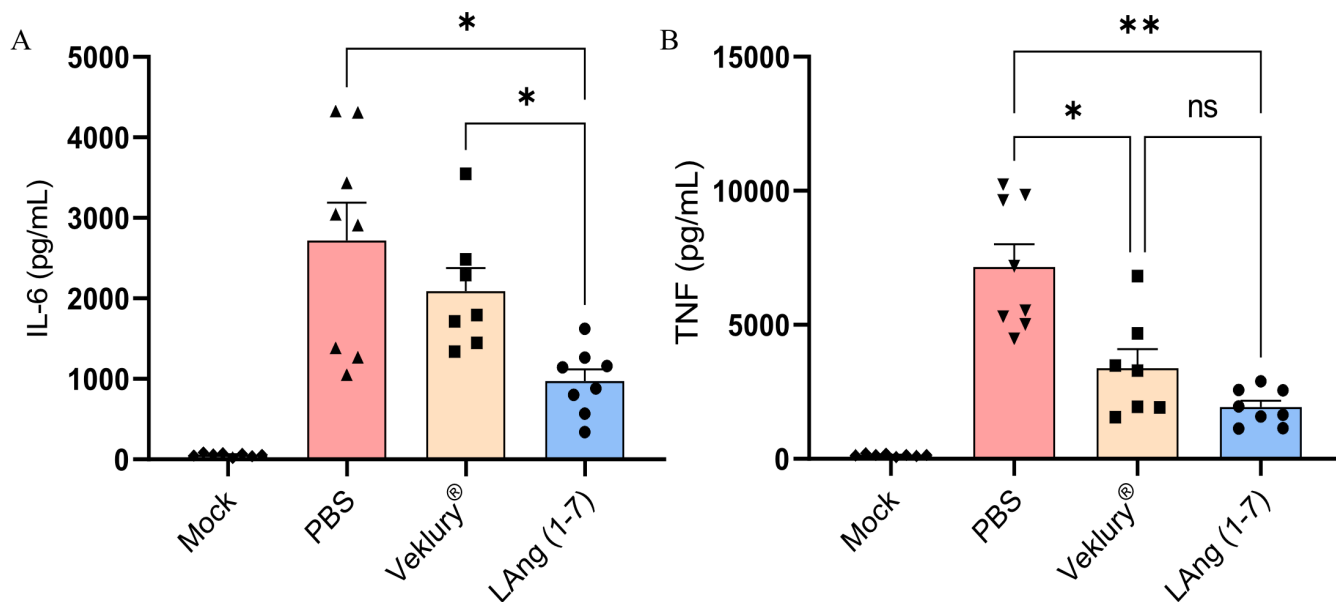 A
IL-6 (pg/mL)
5000
4000
3000
2000
1000
0
*
*
Mock
PBS
Veklury®
LAng (1-7)
B
TNF (pg/mL)
15000
10000
5000
0
**
*
ns
Mock
PBS
Veklury®
LAng (1-7)